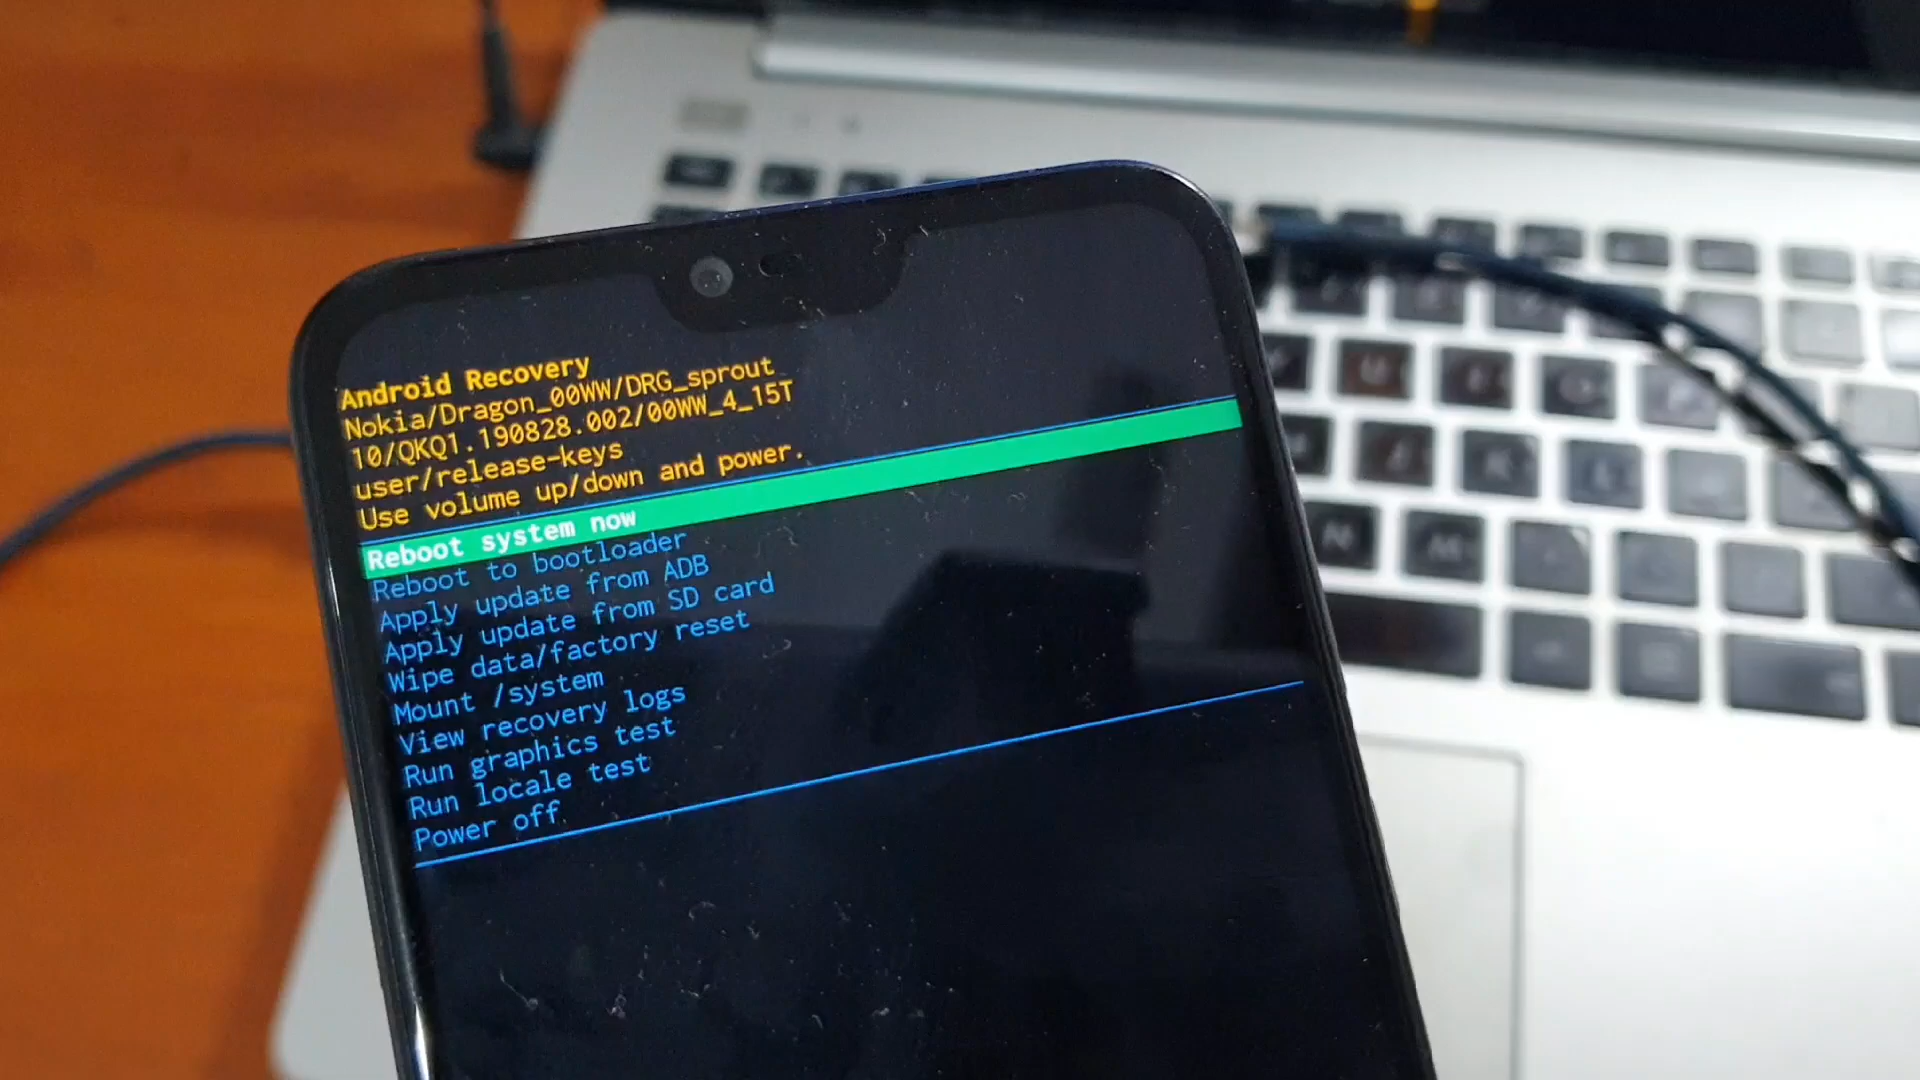 Android Recovery
Nokia/Dragon_00WW/DRG_sprout
10/QKQ1.190828.002/00WW_4_15T
user/release-keys
Use volume up/down and power.
Reboot system now
Reboot to bootloader
Apply update from ADB
Apply update from SD card
Wipe data/factory reset
Mount /system
View recovery logs
Run graphics test
Run locale test
Power off